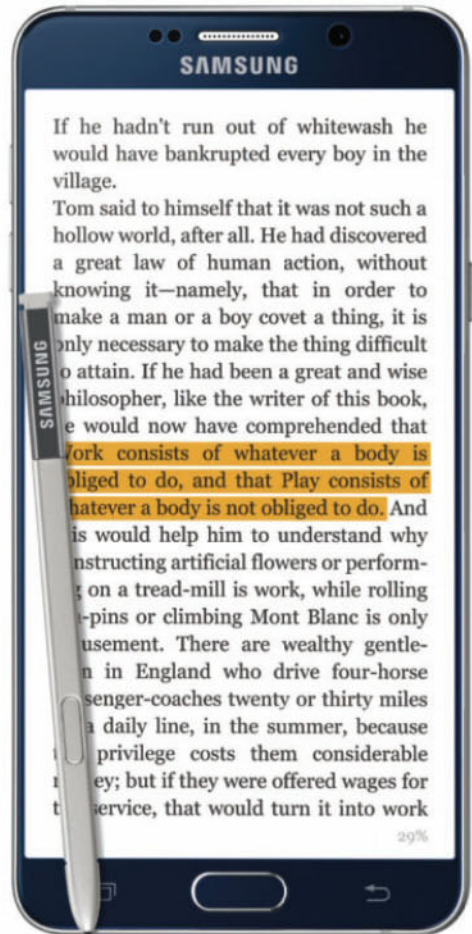 SAMSUNG
If he hadn't run out of whitewash he
would have bankrupted every boy in the
village.
Tom said to himself that it was not such a
hollow world, after all. He had discovered
a great law of human action, without
knowing it—namely, that in order to
make a man or a boy covet a thing, it is
only necessary to make the thing difficult
to attain. If he had been a great and wise
philosopher, like the writer of this book,
he would now have comprehended that
Work consists of whatever a body is
obliged to do, and that Play consists of
whatever a body is not obliged to do. And
is would help him to understand why
nstructing artificial flowers or perform-
on a tread-mill is work, while rolling
-pins or climbing Mont Blanc is only
usement. There are wealthy gentle-
in England who drive four-horse
senger-coaches twenty or thirty miles
a daily line, in the summer, because
privilege costs them considerable
ey; but if they were offered wages for
service, that would turn it into work
29%
SAMSUNG